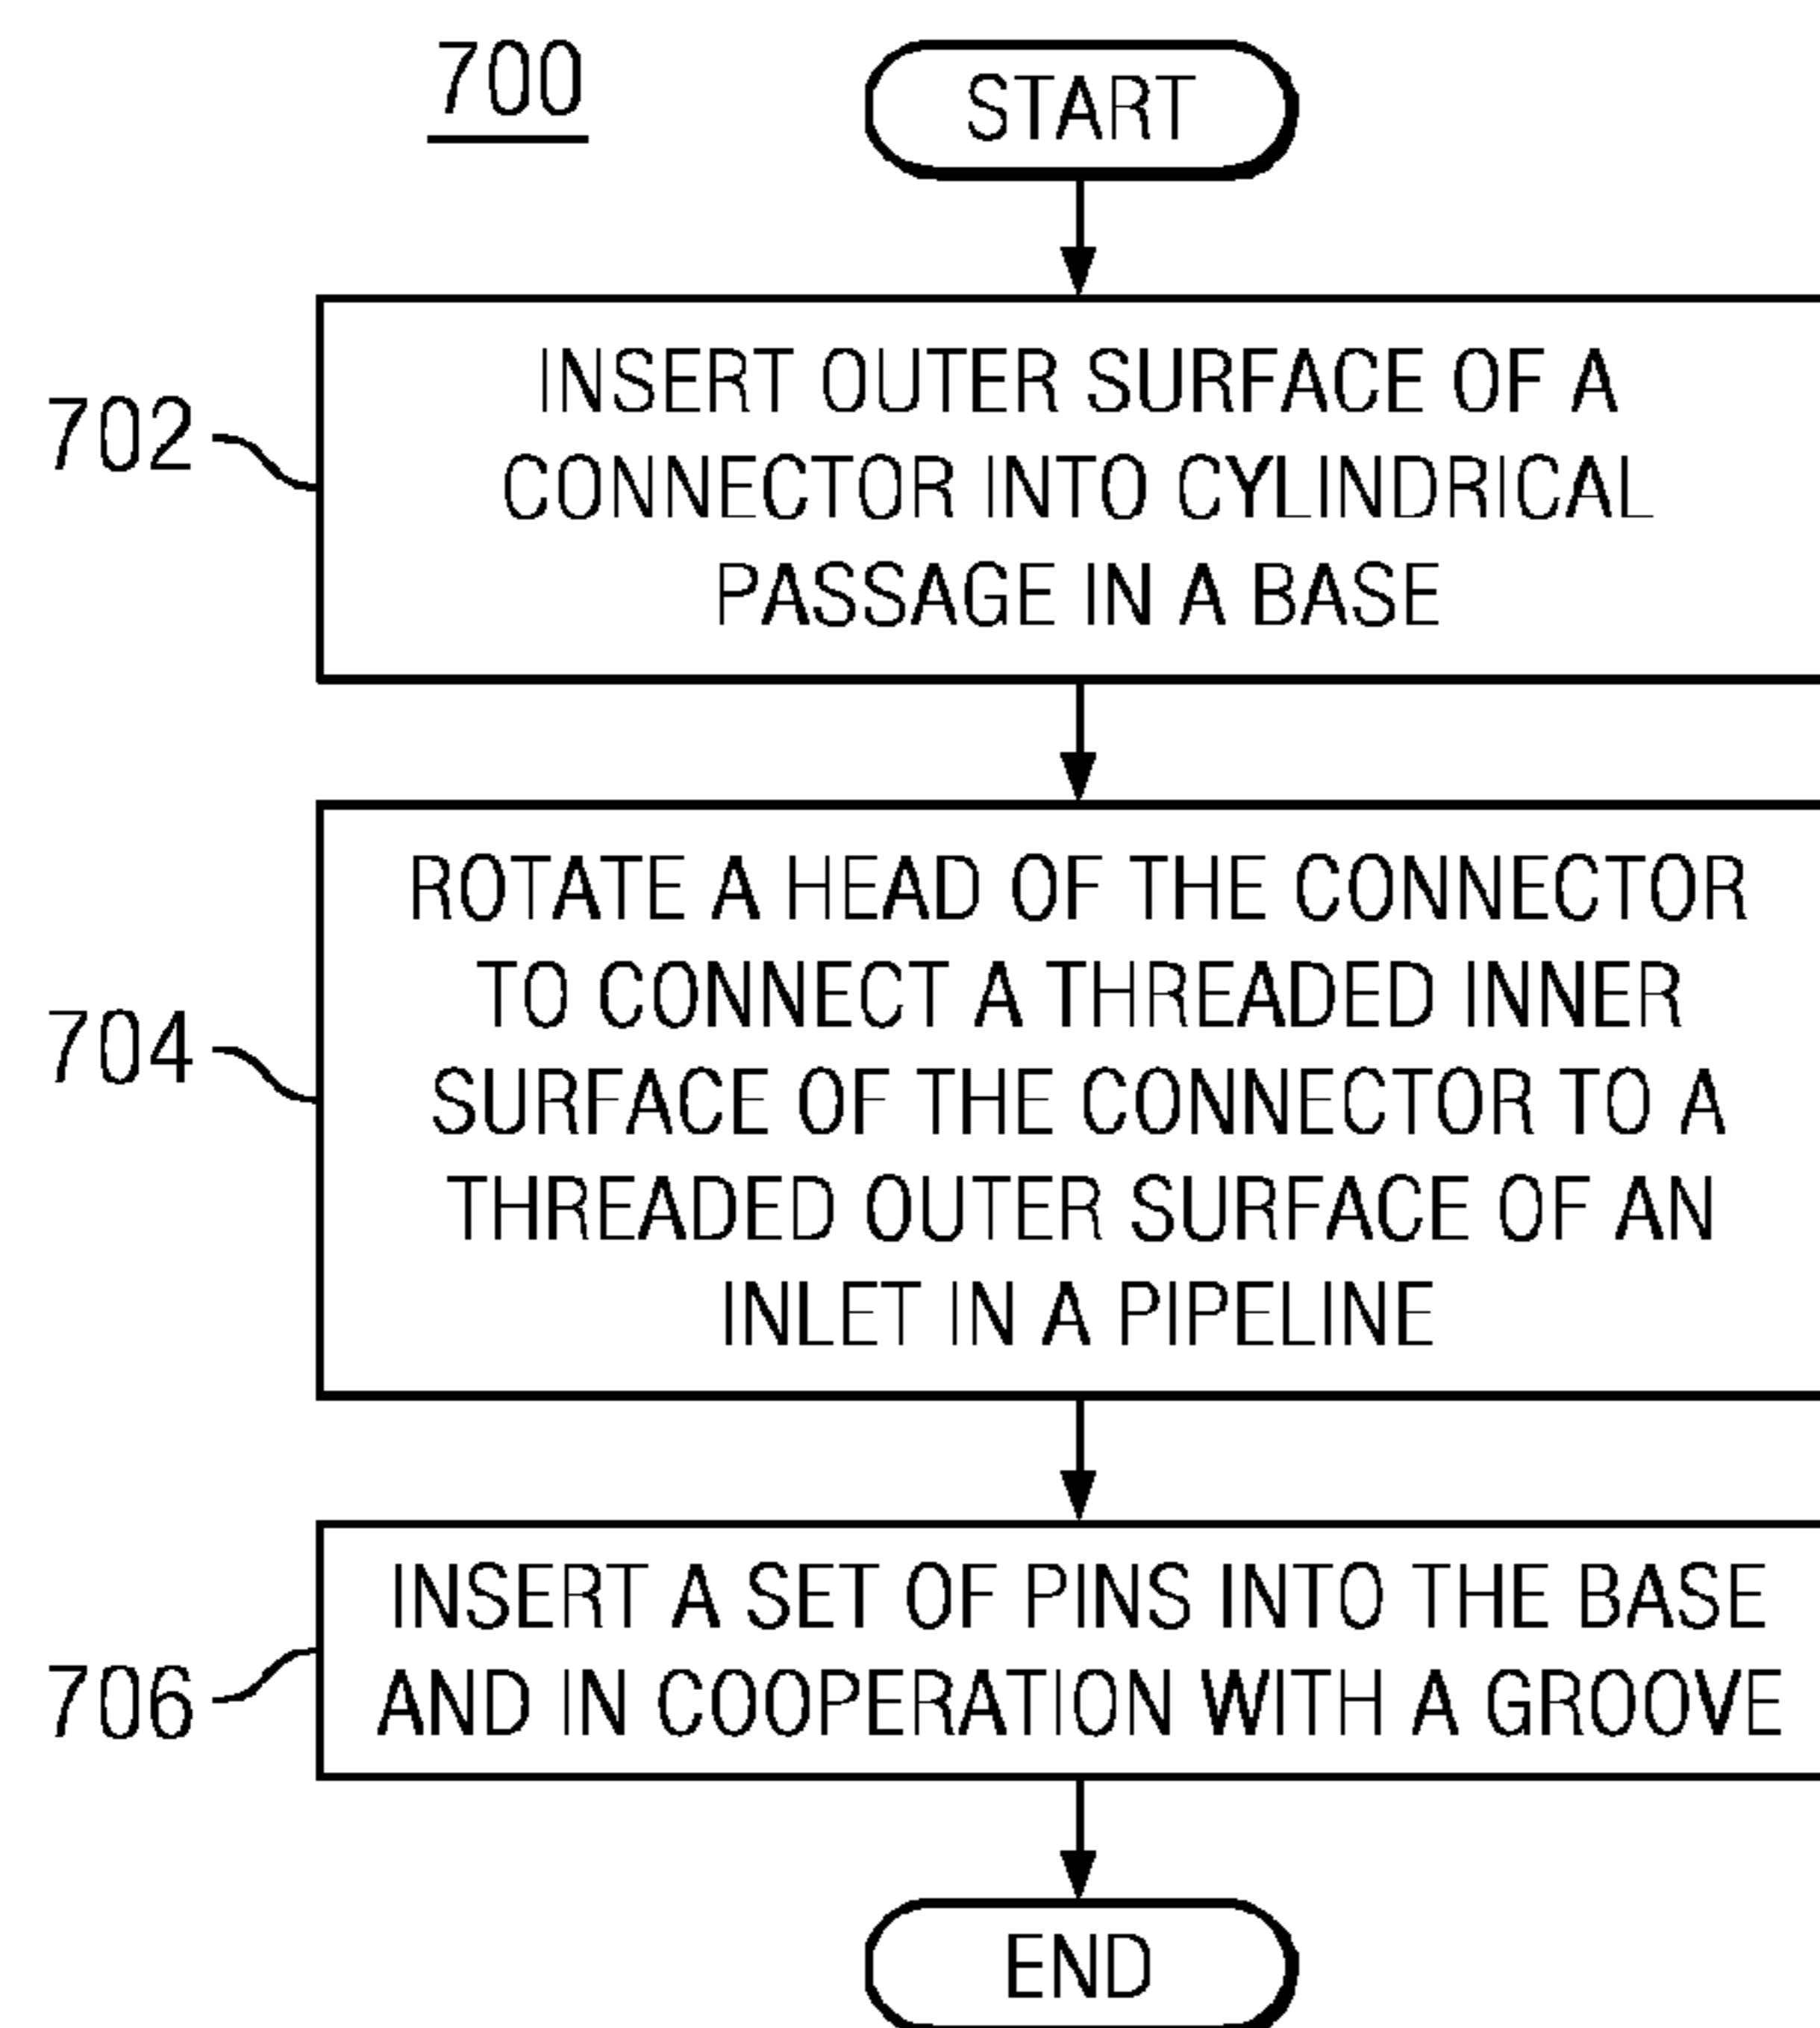 700
START
702
INSERT OUTER SURFACE OF A
CONNECTOR INTO CYLINDRICAL
PASSAGE IN A BASE
704
ROTATE A HEAD OF THE CONNECTOR
TO CONNECT A THREADED INNER
SURFACE OF THE CONNECTOR TO A
THREADED OUTER SURFACE OF AN
INLET IN A PIPELINE
706
INSERT A SET OF PINS INTO THE BASE
AND IN COOPERATION WITH A GROOVE
END